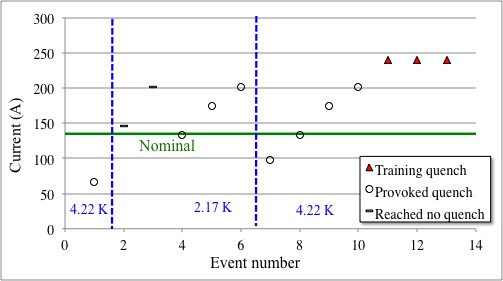 300
250
200
150
100
50
0
Current (A)
Nominal
4.22 K
2.17 K
4.22 K
Training quench
Provoked quench
Reached no quench
0 2 4 6 8 10 12 14
Event number